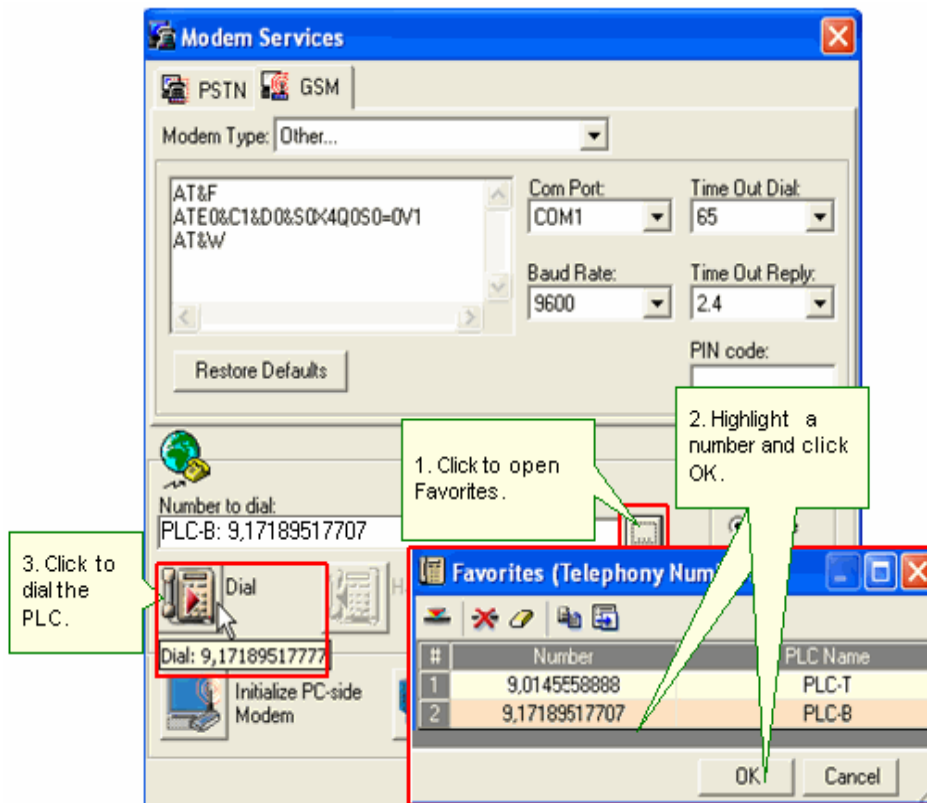 Modem Services
PSTN GSM
Modem Type: Other...
AT&F
ATE0&C1&D0&S0X4Q0S0=0V1
AT&W
Com Port:
COM1
Time Out Dial:
65
Baud Rate:
9600
Time Out Reply:
2.4
PIN code:
Restore Defaults
1. Click to open
Favorites.
2. Highlight a
number and click
OK.
Number to dial:
PLC-B: 9,17189517707
3. Click to
dial the
PLC.
Dial
Dial: 9,17189517777
Initialize PC-side
Modem
Favorites (Telephony
# Number PLC Name
1 9,0145558888 PLC-T
2 9,17189517707 PLC-B
OK Cancel